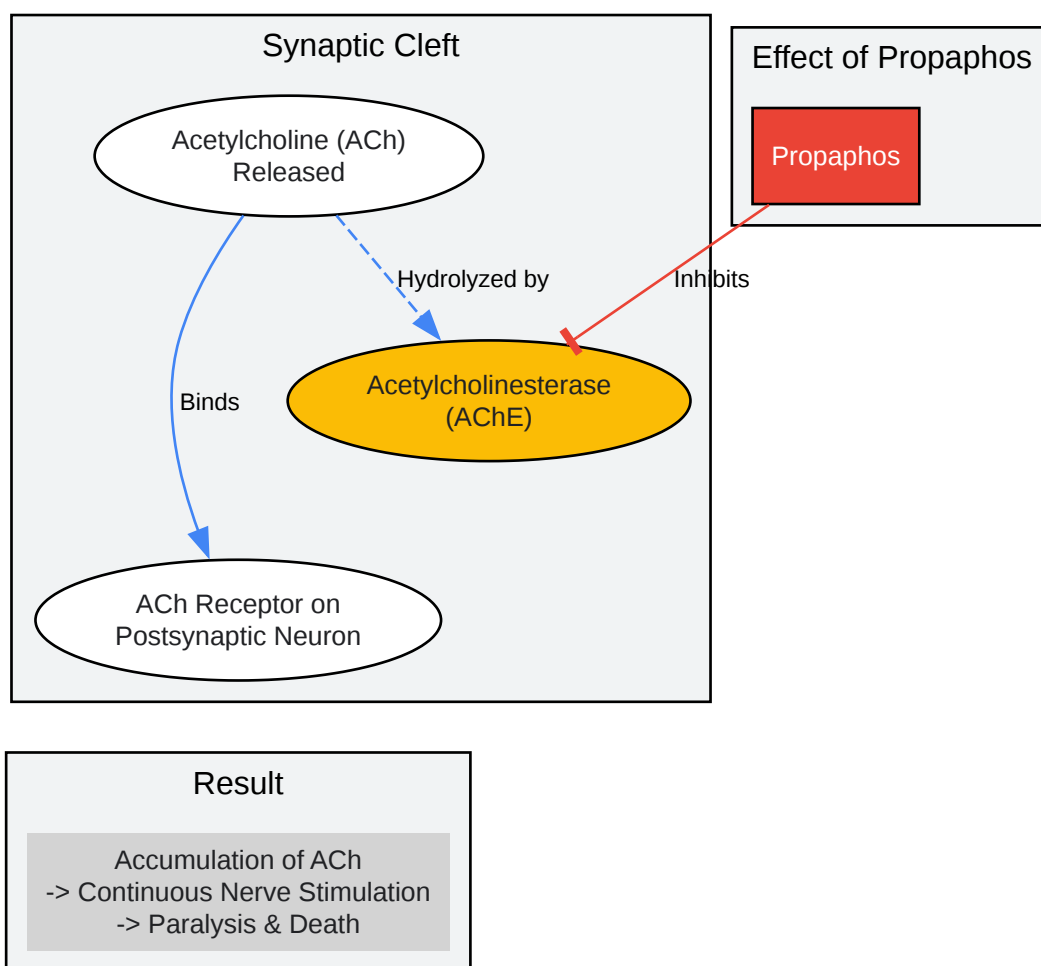 Synaptic Cleft
Effect of Propaphos
Acetylcholine (ACh)
Released
Propaphos
Hydrolyzed by
Inhibits
Acetylcholinesterase
(AChE)
Binds
ACh Receptor on
Postsynaptic Neuron
Result
Accumulation of ACh
-> Continuous Nerve Stimulation
-> Paralysis & Death